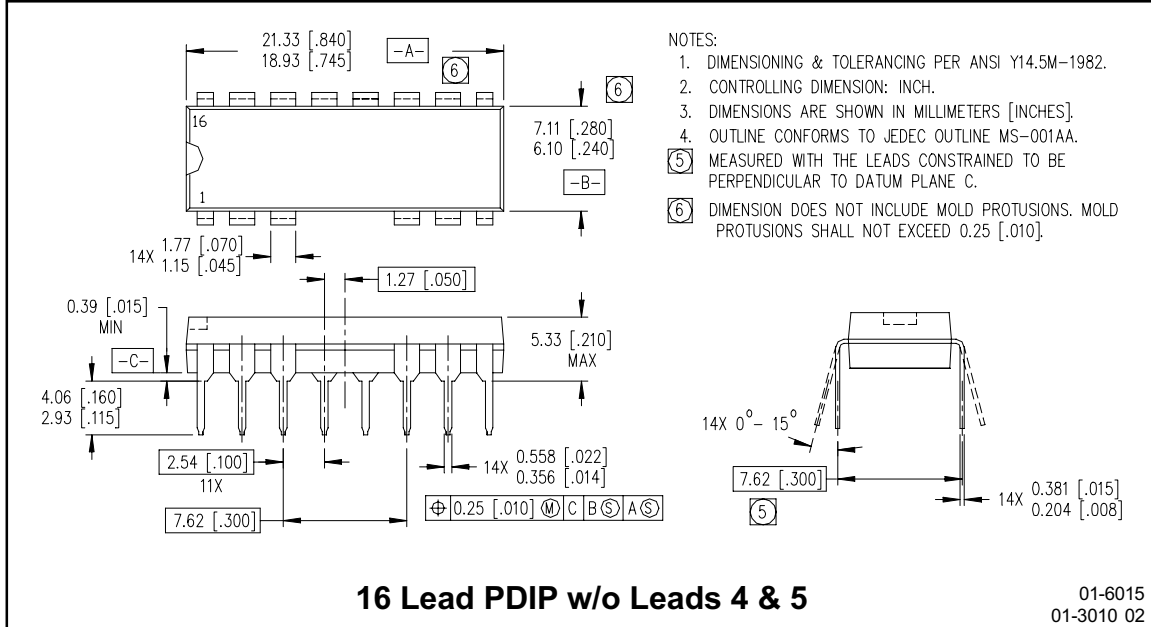 21.33 [.840]
18.93 [.745]
-A-
6
6
16
1
7.11 [.280]
6.10 [.240]
-B-
14X 1.77 [.070]
1.15 [.045]
1.27 [.050]
NOTES:
1. DIMENSIONING & TOLERANCING PER ANSI Y14.5M-1982.
2. CONTROLLING DIMENSION: INCH.
3. DIMENSIONS ARE SHOWN IN MILLIMETERS [INCHES].
4. OUTLINE CONFORMS TO JEDEC OUTLINE MS-001AA.
5 MEASURED WITH THE LEADS CONSTRAINED TO BE
PERPENDICULAR TO DATUM PLANE C.
6 DIMENSION DOES NOT INCLUDE MOLD PROTUSIONS. MOLD
PROTUSIONS SHALL NOT EXCEED 0.25 [.010].
0.39 [.015]
MIN
-C-
4.06 [.160]
2.93 [.115]
5.33 [.210]
MAX
2.54 [.100]
11X
7.62 [.300]
14X 0.558 [.022]
0.356 [.014]
⌖ 0.25 [.010] Ⓜ C B Ⓢ A Ⓢ
14X 0° - 15°
7.62 [.300]
5
14X 0.381 [.015]
0.204 [.008]
16 Lead PDIP w/o Leads 4 & 5
01-6015
01-3010 02